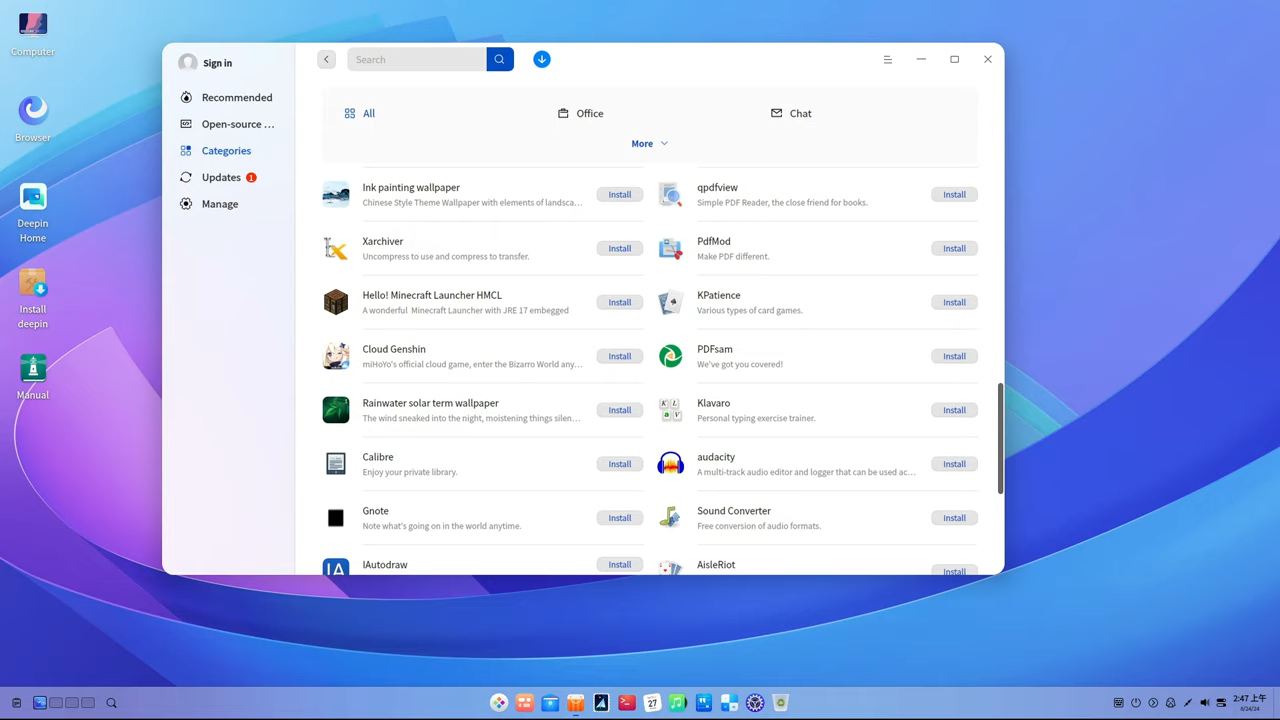 Computer
Browser
Deepin
Home
Install
deepin
Manual
Sign in
Recommended
Open-source ...
Categories
Updates 1
Manage
Search
All
Office
Chat
More
Ink painting wallpaper
Chinese Style Theme Wallpaper with elements of landsca...
Install
qpdfview
Simple PDF Reader, the close friend for books.
Install
Xarchiver
Uncompress to use and compress to transfer.
Install
PdfMod
Make PDF different.
Install
Hello! Minecraft Launcher HMCL
A wonderful Minecraft Launcher with JRE 17 embegged
Install
KPatience
Various types of card games.
Install
Cloud Genshin
miHoYo's official cloud game, enter the Bizarro World any...
Install
PDFsam
We've got you covered!
Install
Rainwater solar term wallpaper
The wind sneaked into the night, moistening things silen...
Install
Klavaro
Personal typing exercise trainer.
Install
Calibre
Enjoy your private library.
Install
audacity
A multi-track audio editor and logger that can be used ac...
Install
Gnote
Note what's going on in the world anytime.
Install
Sound Converter
Free conversion of audio formats.
Install
IAutodraw
Install
AisleRiot
Install
IA
27
2:47 上午